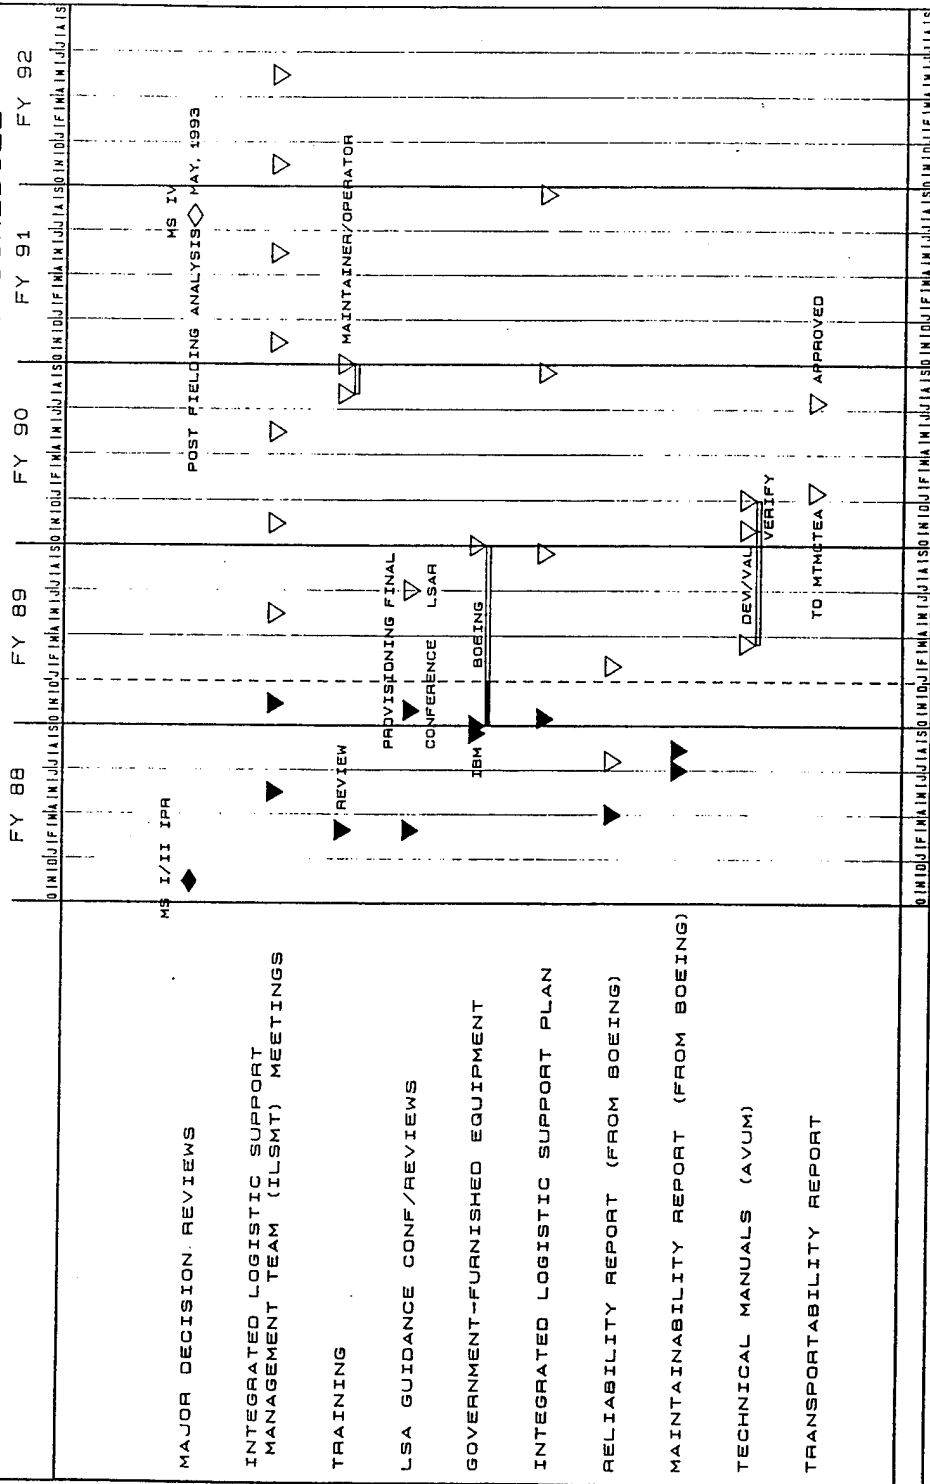 FY 88 FY 89 FY 90 FY 91 FY 92
O|N|D|J|F|M|A|M|J|J|A|S|O|N|D|J|F|M|A|M|J|J|A|S|O|N|D|J|F|M|A|M|J|J|A|S|O|N|D|J|F|M|A|M|J|J|A|S|O|N|D|J|F|M|A|M|J|J|A|S
MAJOR DECISION REVIEWS
MS I/II IPR
MS IV
POST FIELDING ANALYSIS
MAY, 1993
INTEGRATED LOGISTIC SUPPORT
MANAGEMENT TEAM (ILSMT) MEETINGS
TRAINING
REVIEW
MAINTAINER/OPERATOR
LSA GUIDANCE CONF/REVIEWS
PROVISIONING FINAL
CONFERENCE LSAR
GOVERNMENT-FURNISHED EQUIPMENT
IBM
BOEING
INTEGRATED LOGISTIC SUPPORT PLAN
RELIABILITY REPORT (FROM BOEING)
MAINTAINABILITY REPORT (FROM BOEING)
TECHNICAL MANUALS (AVUM)
DEV/VAL
VERIFY
TRANSPORTABILITY REPORT
TO MTMCTEA
APPROVED
O|N|D|J|F|M|A|M|J|J|A|S|O|N|D|J|F|M|A|M|J|J|A|S|O|N|D|J|F|M|A|M|J|J|A|S|O|N|D|J|F|M|A|M|J|J|A|S|O|N|D|J|F|M|A|M|J|J|A|S